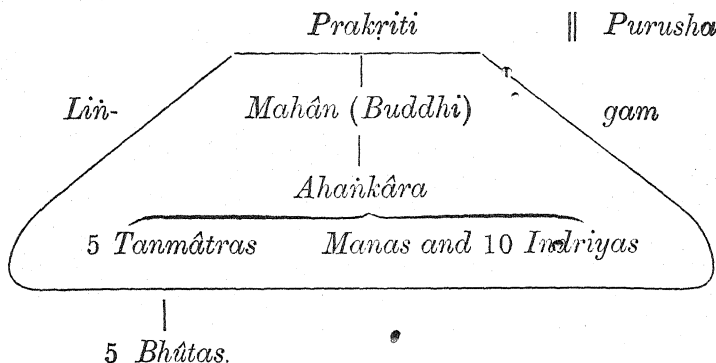 Prakṛiti ‖ Purusha
Liṅ- Mahân (Buddhi) gam
Ahaṅkâra
5 Tanmâtras Manas and 10 Indriyas
5 Bhûtas.